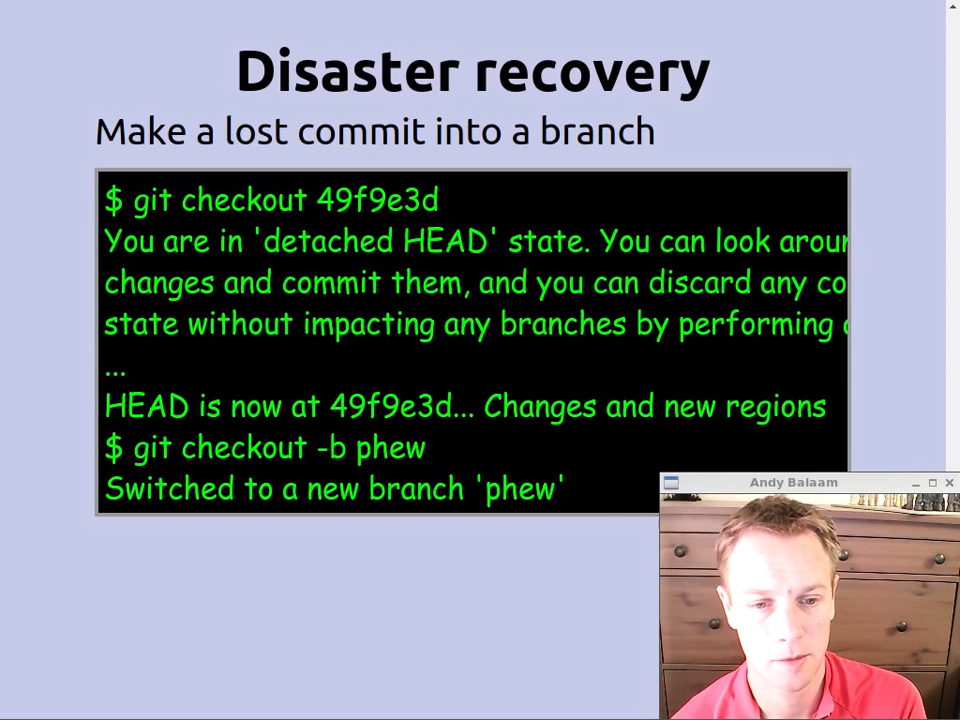 Disaster recovery
Make a lost commit into a branch
$ git checkout 49f9e3d
You are in 'detached HEAD' state. You can look
changes and commit them, and you can discard any
state without impacting any branches by performing
...
HEAD is now at 49f9e3d... Changes and new regions
$ git checkout -b phew
Switched to a new branch 'phew'
Andy Balaam